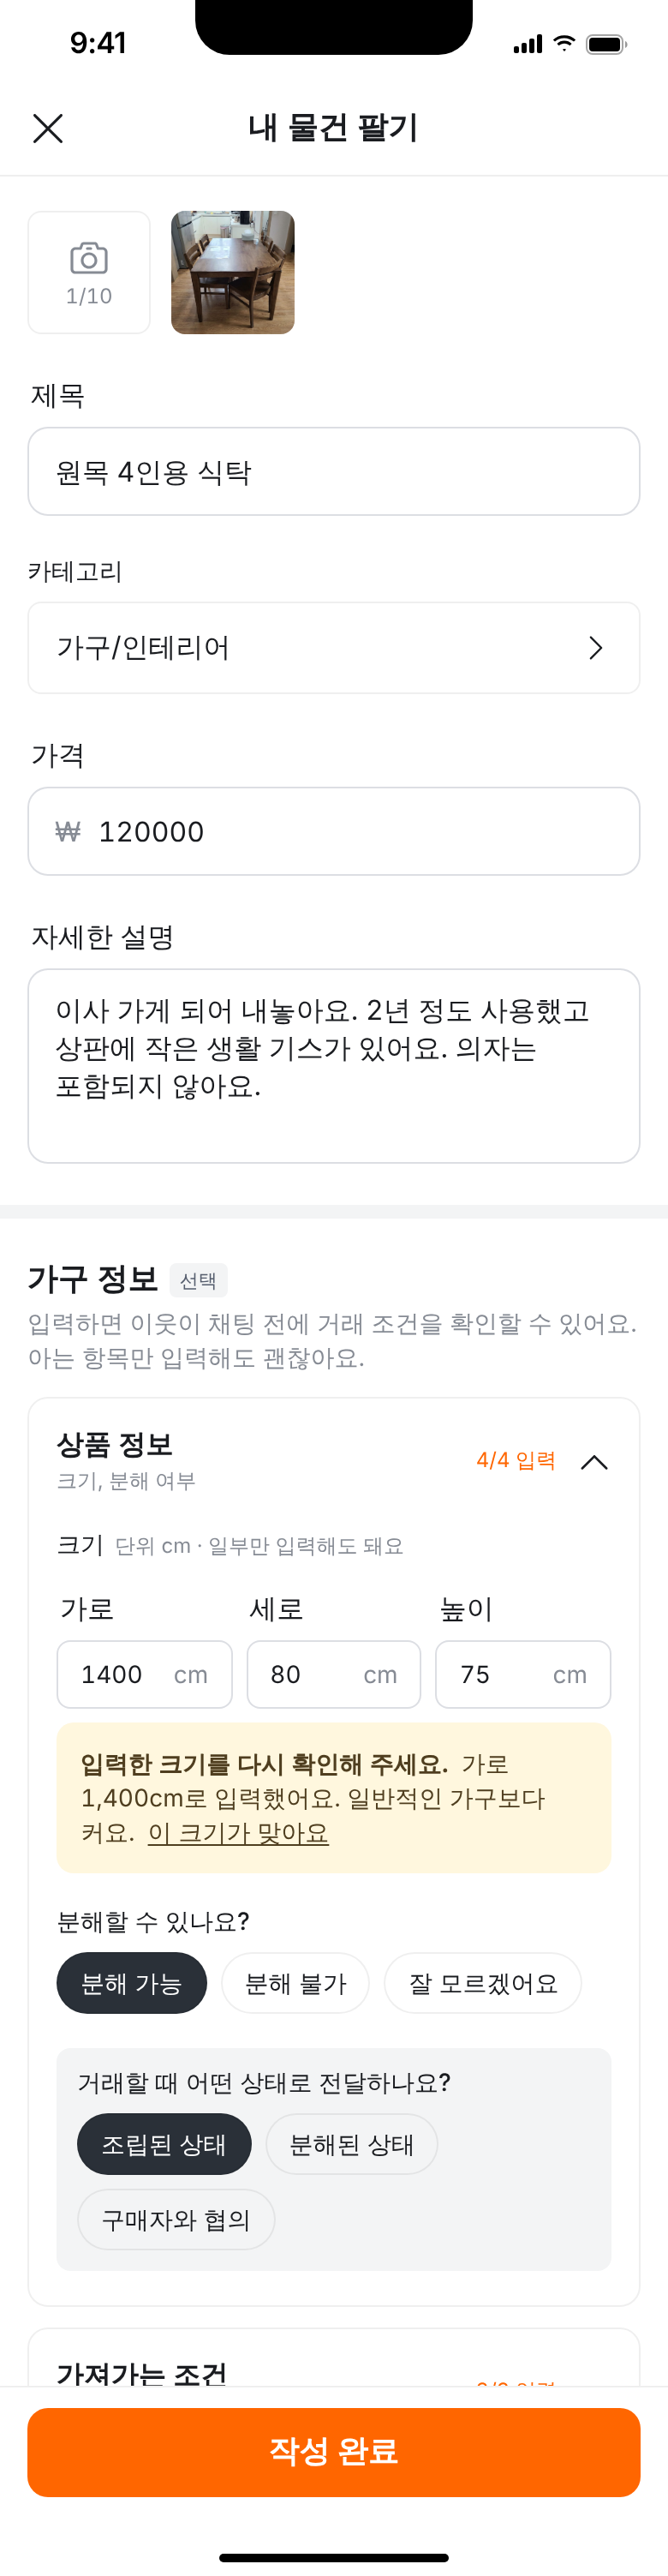 9:41
내 물건 팔기
1/10
제목
원목 4인용 식탁
카테고리
가구/인테리어
가격
₩ 120000
자세한 설명
이사 가게 되어 내놓아요. 2년 정도 사용했고
상판에 작은 생활 기스가 있어요. 의자는
포함되지 않아요.
가구 정보 선택
입력하면 이웃이 채팅 전에 거래 조건을 확인할 수 있어요.
아는 항목만 입력해도 괜찮아요.
상품 정보
4/4 입력
크기, 분해 여부
크기 단위 cm · 일부만 입력해도 돼요
가로 세로 높이
1400 cm 80 cm 75 cm
입력한 크기를 다시 확인해 주세요. 가로
1,400cm로 입력했어요. 일반적인 가구보다
커요. 이 크기가 맞아요
분해할 수 있나요?
분해 가능 분해 불가 잘 모르겠어요
거래할 때 어떤 상태로 전달하나요?
조립된 상태 분해된 상태
구매자와 협의
가져가는 조건
작성 완료